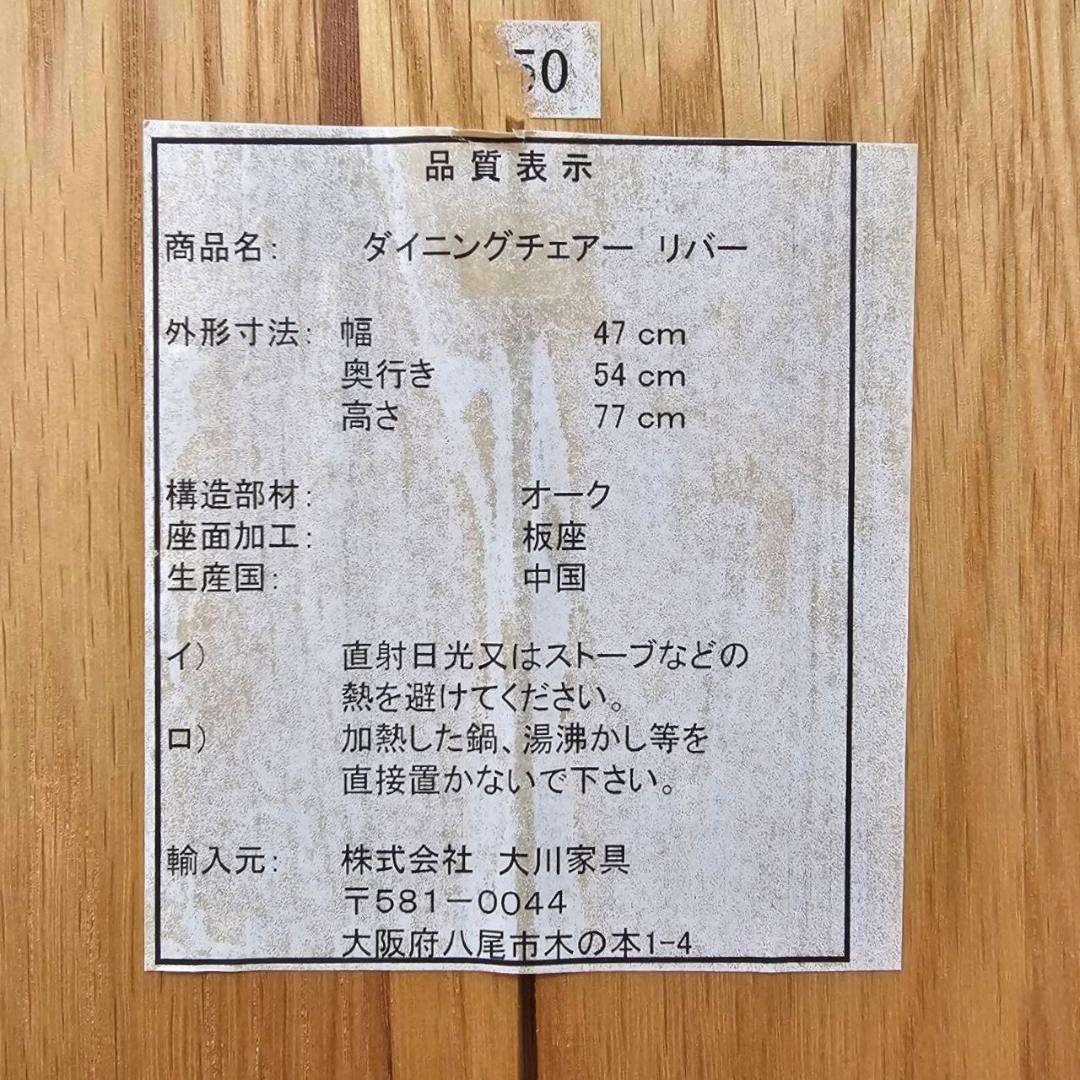 50
品質表示
商品名: ダイニングチェアー リバー
外形寸法: 幅 47 cm
奥行き 54 cm
高さ 77 cm
構造部材: オーク
座面加工: 板座
生産国: 中国
イ) 直射日光又はストーブなどの
熱を避けてください。
ロ) 加熱した鍋、湯沸かし等を
直接置かないで下さい。
輸入元: 株式会社 大川家具
〒581－0044
大阪府八尾市木の本1-4